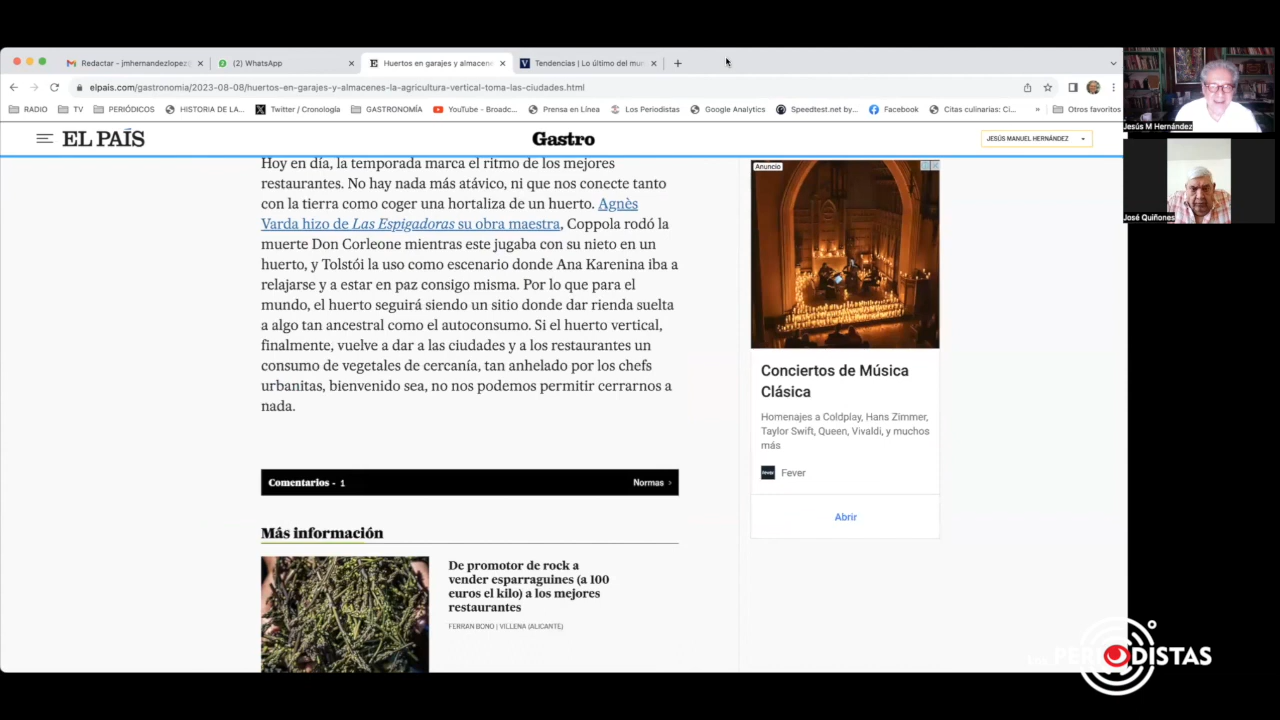 Redactar - jmhernandezlopez
(2) WhatsApp
Huertos en garajes y almacene
Tendencias | Lo último del mu
elpais.com/gastronomia/2023-08-08/huertos-en-garajes-y-almacenes-la-agricultura-vertical-toma-las-ciudades.html
RADIO
TV
PERIÓDICOS
HISTORIA DE LA...
Twitter / Cronología
GASTRONOMÍA
YouTube - Broadc...
Prensa en Línea
Los Periodistas
Google Analytics
Speedtest.net by...
Facebook
Citas culinarias: Ci...
»
Otros favoritos
EL PAÍS
Gastro
JESÚS MANUEL HERNÁNDEZ
Hoy en día, la temporada marca el ritmo de los mejores
restaurantes. No hay nada más atávico, ni que nos conecte tanto
con la tierra como coger una hortaliza de un huerto. Agnès
Varda hizo de Las Espigadoras su obra maestra, Coppola rodó la
muerte Don Corleone mientras este jugaba con su nieto en un
huerto, y Tolstói la uso como escenario donde Ana Karenina iba a
relajarse y a estar en paz consigo misma. Por lo que para el
mundo, el huerto seguirá siendo un sitio donde dar rienda suelta
a algo tan ancestral como el autoconsumo. Si el huerto vertical,
finalmente, vuelve a dar a las ciudades y a los restaurantes un
consumo de vegetales de cercanía, tan anhelado por los chefs
urbanitas, bienvenido sea, no nos podemos permitir cerrarnos a
nada.
Comentarios - 1
Normas
Más información
De promotor de rock a
vender esparraguines (a 100
euros el kilo) a los mejores
restaurantes
FERRAN BONO | VILLENA (ALICANTE)
Anuncio
Conciertos de Música
Clásica
Homenajes a Coldplay, Hans Zimmer,
Taylor Swift, Queen, Vivaldi, y muchos
más
Fever
Abrir
Jesús M Hernández
José Quiñones
PERIODISTAS